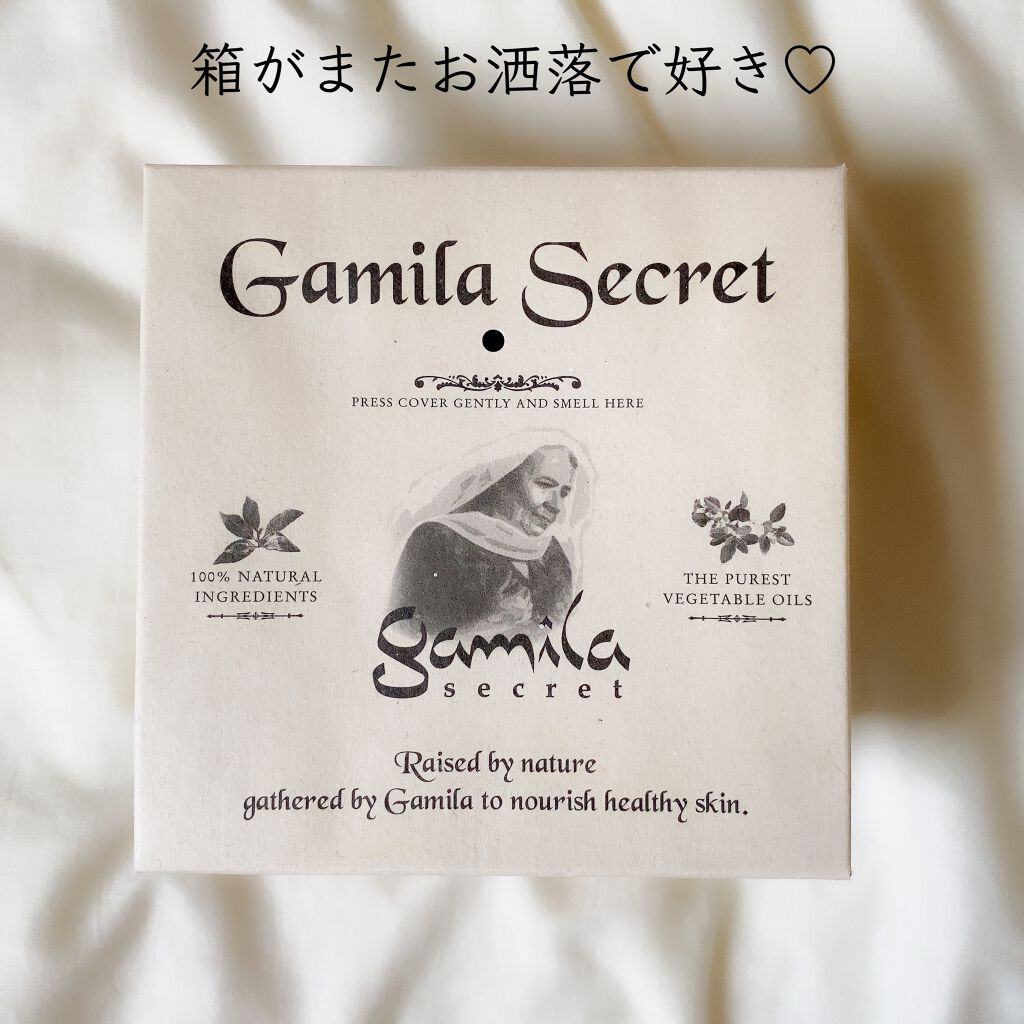 箱がまたお洒落で好き♡
Gamila Secret
PRESS COVER GENTLY AND SMELL HERE
100% NATURAL
INGREDIENTS
THE PUREST
VEGETABLE OILS
gamila
secret
Raised by nature
gathered by Gamila to nourish healthy skin.